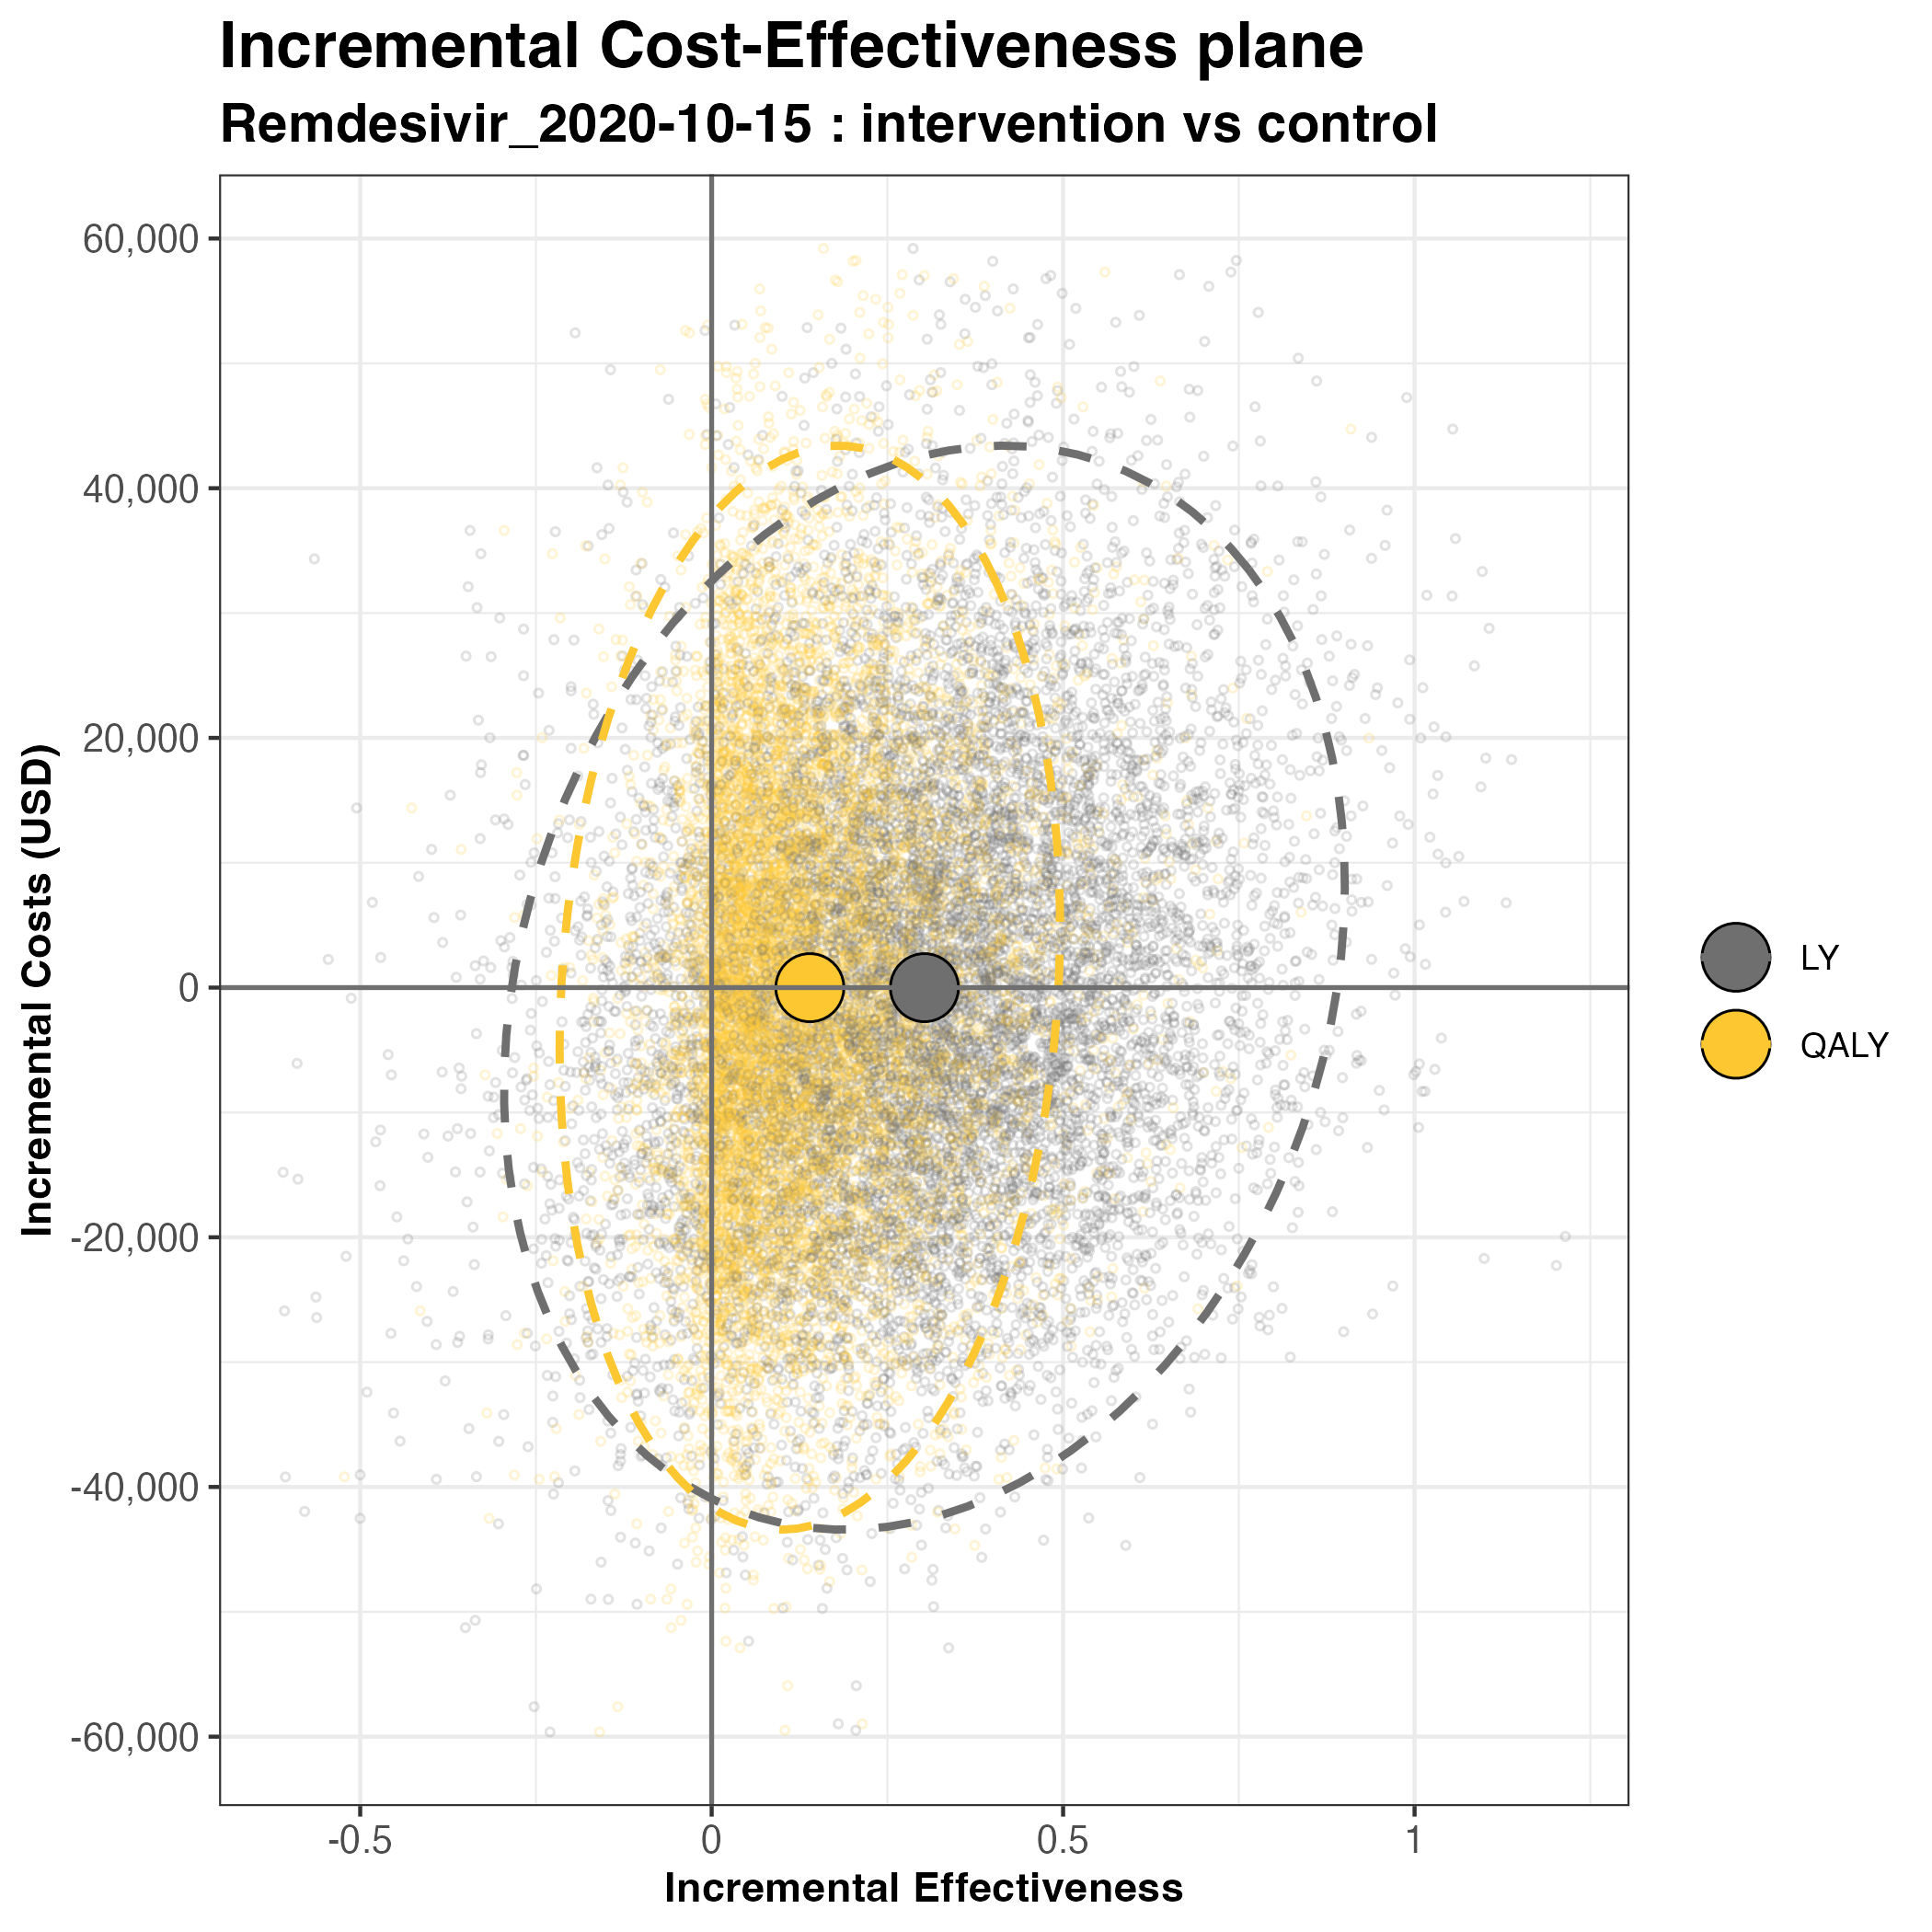 Incremental Cost-Effectiveness plane
Remdesivir_2020-10-15 : intervention vs control
Incremental Costs (USD)
60,000
40,000
20,000
0
-20,000
-40,000
-60,000
-0.5
0
0.5
1
Incremental Effectiveness
LY
QALY